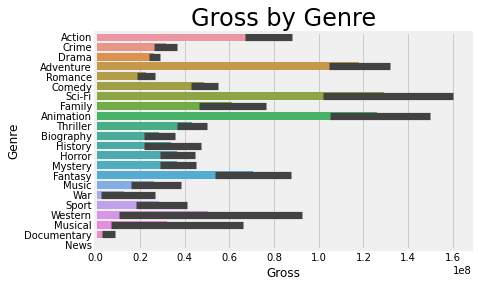 Gross by Genre
Genre
Action
Crime
Drama
Adventure
Romance
Comedy
Sci-Fi
Family
Animation
Thriller
Biography
History
Horror
Mystery
Fantasy
Music
War
Sport
Western
Musical
Documentary
News
0.0 0.2 0.4 0.6 0.8 1.0 1.2 1.4 1.6
1e8
Gross